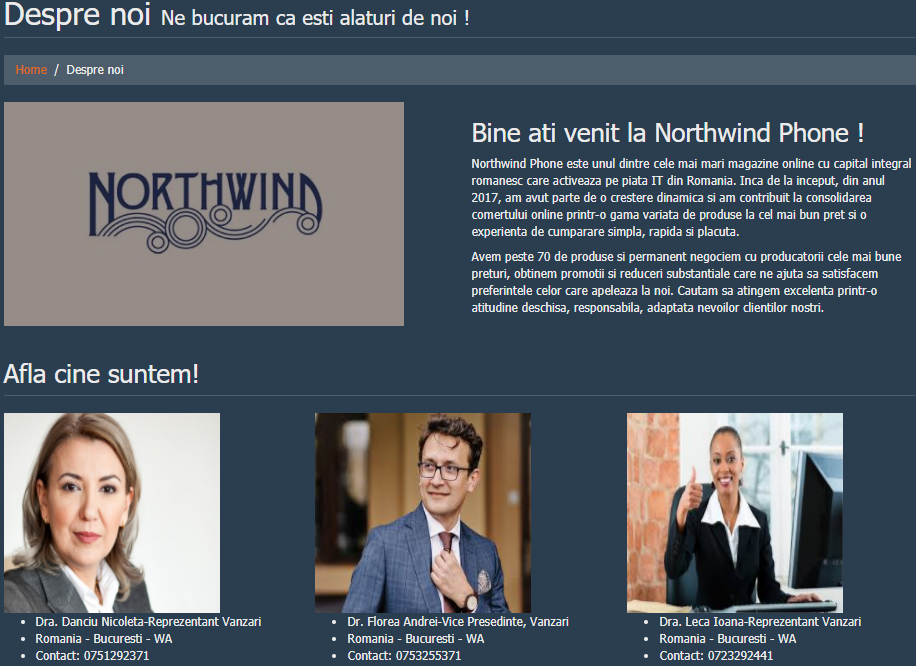 Despre noi Ne bucuram ca esti alaturi de noi !
Home / Despre noi
NORTHWIND
Bine ati venit la Northwind Phone !
Northwind Phone este unul dintre cele mai mari magazine online cu capital integral
romanesc care activeaza pe piata IT din Romania. Inca de la inceput, din anul
2017, am avut parte de o crestere dinamica si am contribuit la consolidarea
comertului online printr-o gama variata de produse la cel mai bun pret si o
experienta de cumparare simpla, rapida si placuta.
Avem peste 70 de produse si permanent negociem cu producatorii cele mai bune
preturi, obtinem promotii si reduceri substantiale care ne ajuta sa satisfacem
preferintele celor care apeleaza la noi. Cautam sa atingem excelenta printr-o
atitudine deschisa, responsabila, adaptata nevoilor clientilor nostri.
Afla cine suntem!
Dra. Danciu Nicoleta-Reprezentant Vanzari
Romania - Bucuresti - WA
Contact: 0751292371
Dr. Florea Andrei-Vice Presedinte, Vanzari
Romania - Bucuresti - WA
Contact: 0753255371
Dra. Leca Ioana-Reprezentant Vanzari
Romania - Bucuresti - WA
Contact: 0723292441